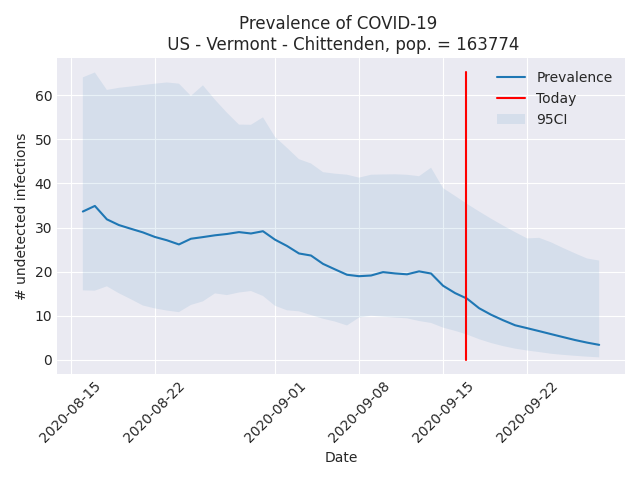 Prevalence of COVID-19
US - Vermont - Chittenden, pop. = 163774
Prevalence
Today
95CI
# undetected infections
60
50
40
30
20
10
0
2020-08-15
2020-08-22
2020-09-01
2020-09-08
2020-09-15
2020-09-22
Date